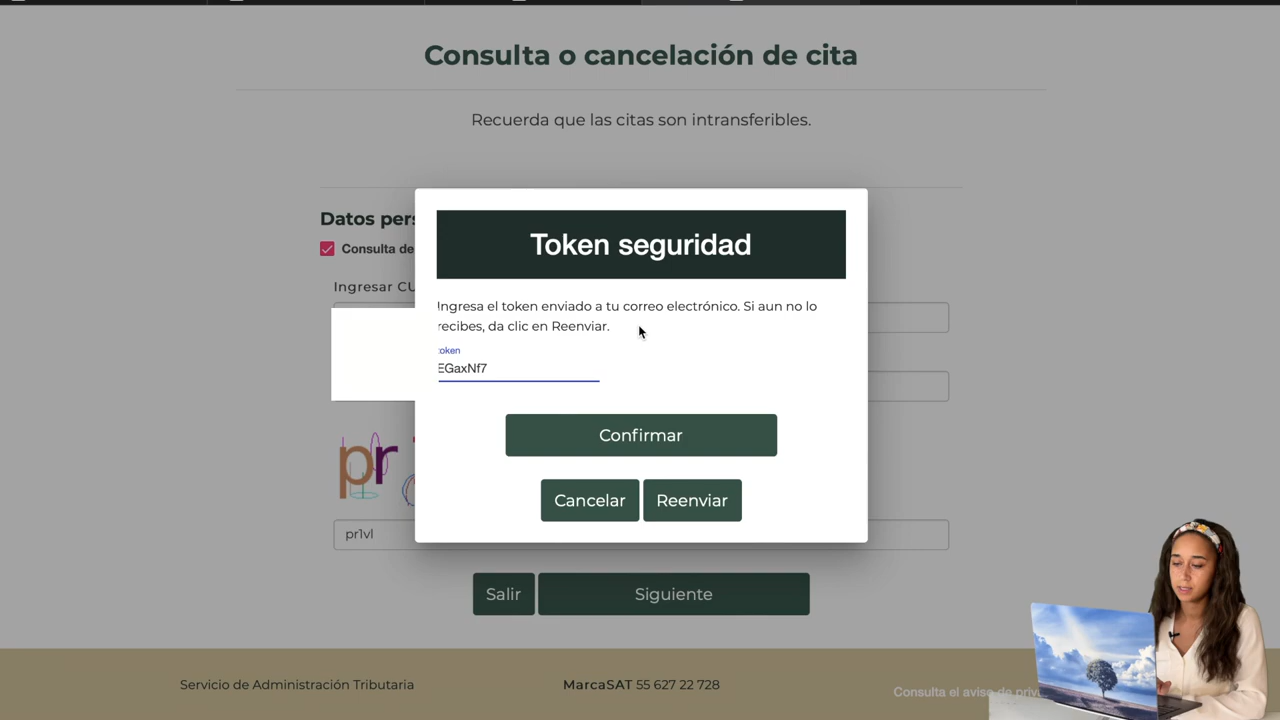 Consulta o cancelación de cita
Recuerda que las citas son intransferibles.
Datos pers
Consulta de
Ingresar CU
Token seguridad
Ingresa el token enviado a tu correo electrónico. Si aun no lo
recibes, da clic en Reenviar.
token
EGaxNf7
Confirmar
Cancelar Reenviar
pr
pr1vl
Salir Siguiente
Servicio de Administración Tributaria MarcaSAT 55 627 22 728 Consulta el aviso de priv